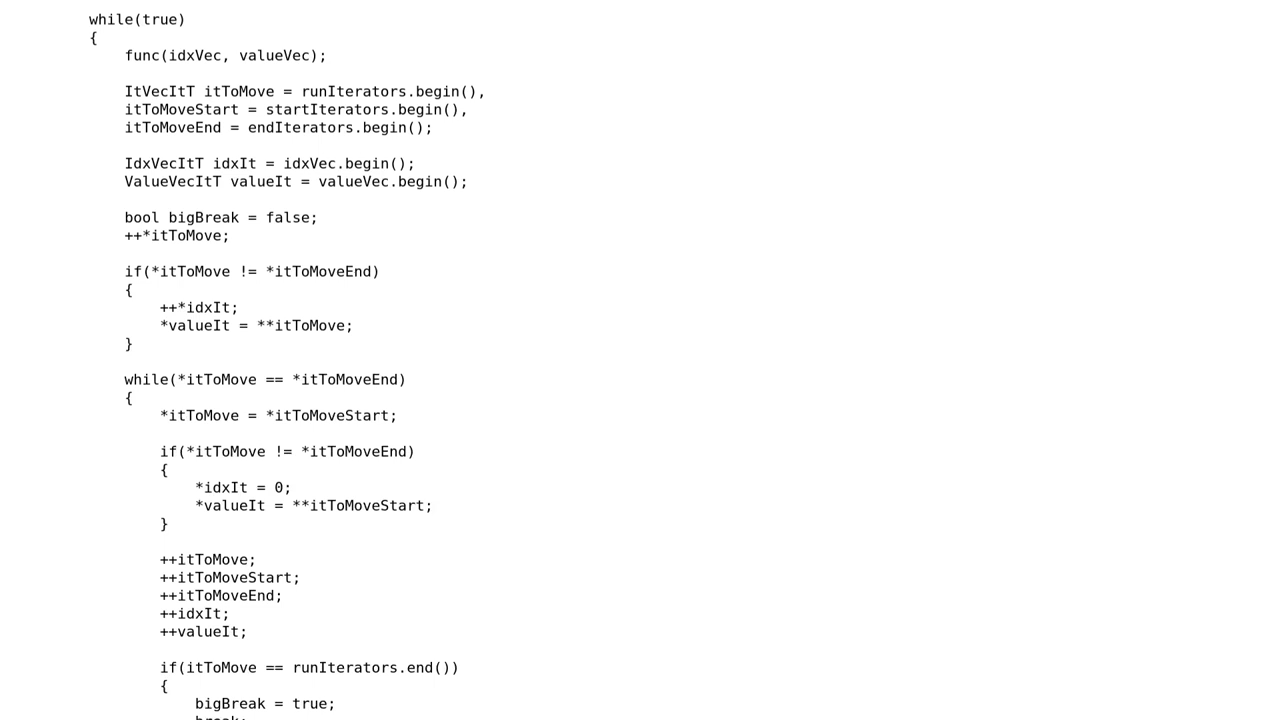 while(true)
{
func(idxVec, valueVec);
ItVecItT itToMove = runIterators.begin(),
itToMoveStart = startIterators.begin(),
itToMoveEnd = endIterators.begin();
IdxVecItT idxIt = idxVec.begin();
ValueVecItT valueIt = valueVec.begin();
bool bigBreak = false;
++*itToMove;
if(*itToMove != *itToMoveEnd)
{
++*idxIt;
*valueIt = **itToMove;
}
while(*itToMove == *itToMoveEnd)
{
*itToMove = *itToMoveStart;
if(*itToMove != *itToMoveEnd)
{
*idxIt = 0;
*valueIt = **itToMoveStart;
}
++itToMove;
++itToMoveStart;
++itToMoveEnd;
++idxIt;
++valueIt;
if(itToMove == runIterators.end())
{
bigBreak = true;
break;